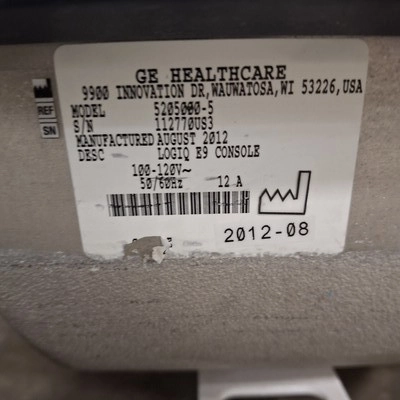 GE HEALTHCARE
9900 INNOVATION DR,WAUWATOSA,WI 53226,USA
REF MODEL 5205000-5
SN S/N 112770US3
MANUFACTURED AUGUST 2012
DESC LOGIQ E9 CONSOLE
100-120V~
50/60Hz 12 A
2012-08